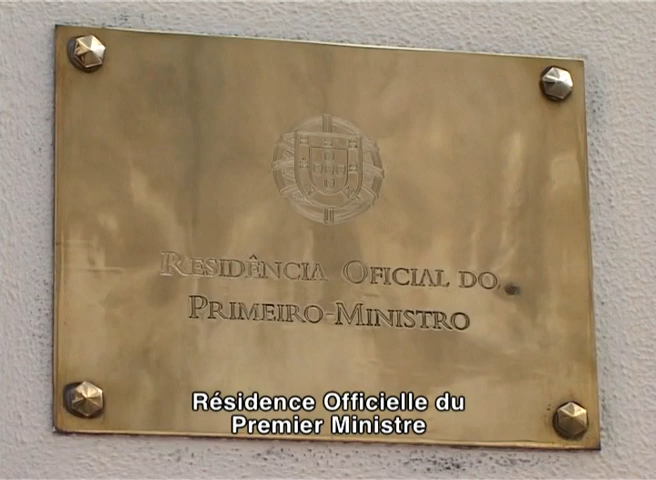 RESIDÊNCIA OFICIAL DO
PRIMEIRO-MINISTRO
Résidence Officielle du
Premier Ministre